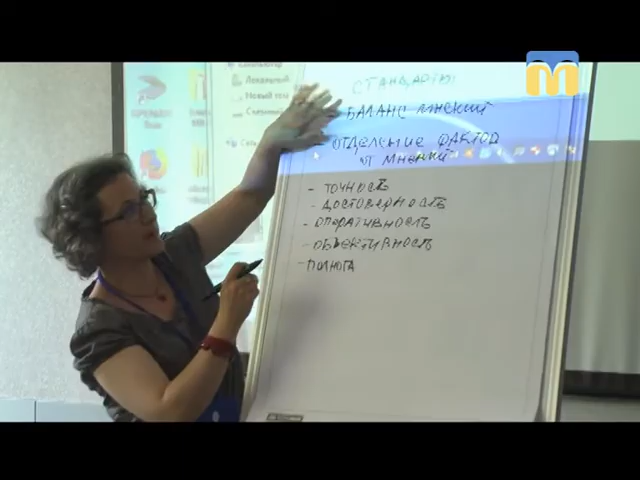 СТАНДАРТЫ
- БАЛАНС МНЕНИЙ
- ОТДЕЛЕНИЕ ФАКТОВ
ОТ МНЕНИЙ
- ТОЧНОСТЬ
- ДОСТОВЕРНОСТЬ
- ОПЕРАТИВНОСТЬ
- ОБЪЕКТИВНОСТЬ
- ПОЛНОТА